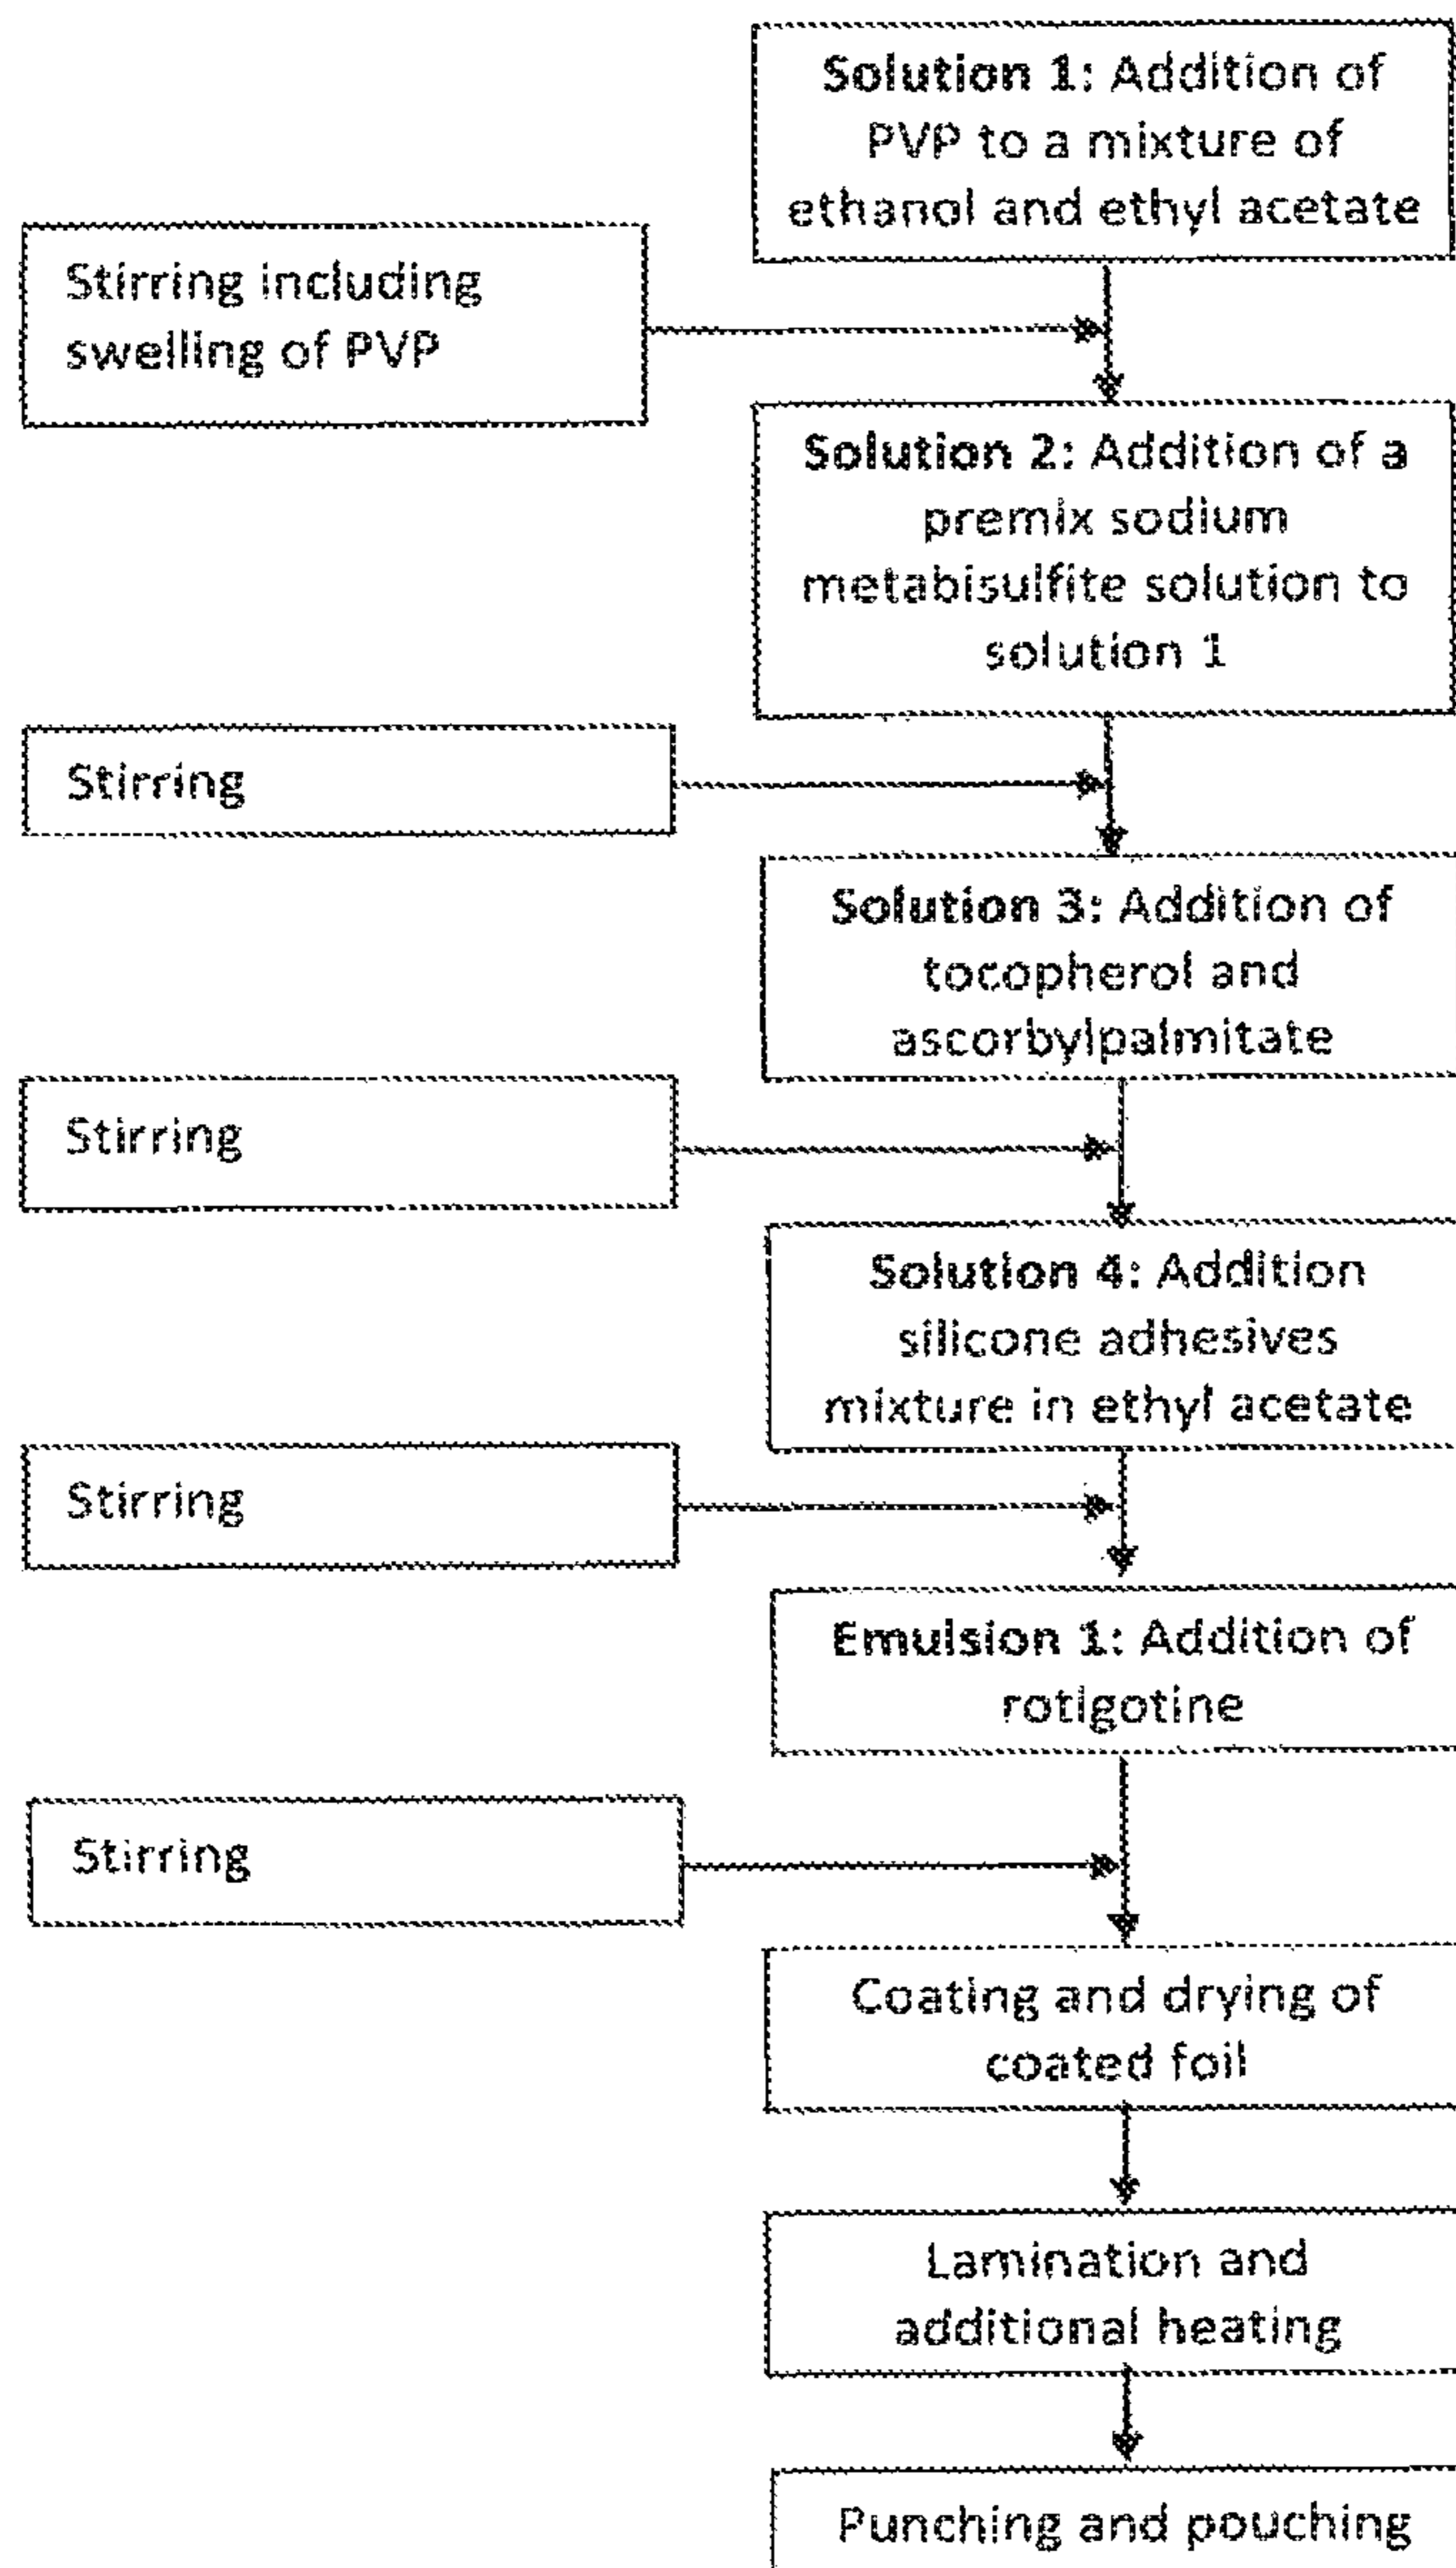 Solution 1: Addition of
PVP to a mixture of
ethanol and ethyl acetate
Stirring including
swelling of PVP
Solution 2: Addition of a
premix sodium
metabisulfite solution to
solution 1
Stirring
Solution 3: Addition of
tocopherol and
ascorbylpalmitate
Stirring
Solution 4: Addition
silicone adhesives
mixture in ethyl acetate
Stirring
Emulsion 1: Addition of
rotigotine
Stirring
Coating and drying of
coated foil
Lamination and
additional heating
Punching and pouching